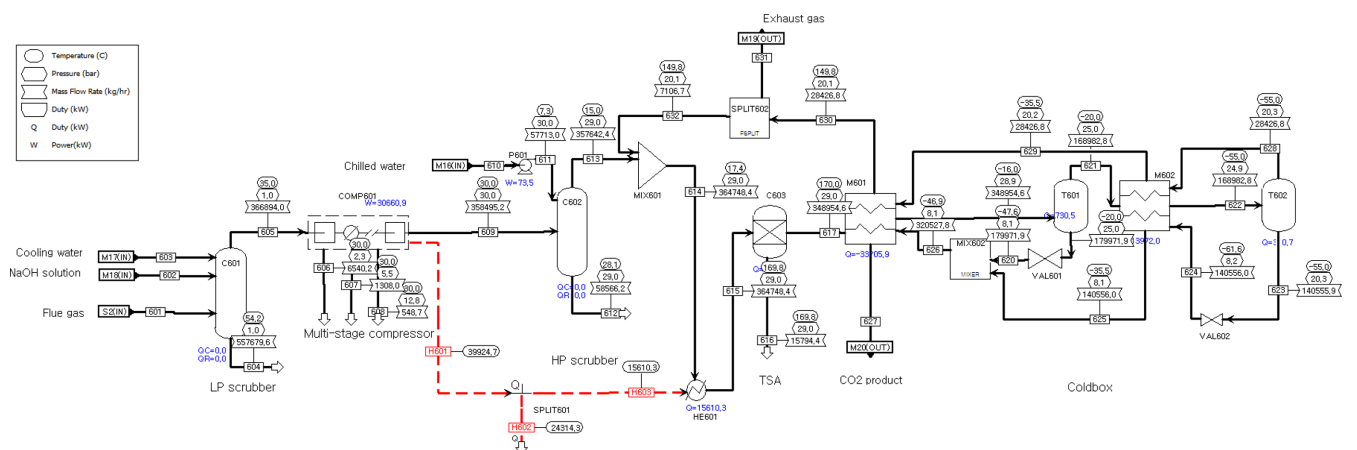 Exhaust gas
M19(OUT)
631
Temperature (C)
Pressure (bar)
Mass Flow Rate (kg/hr)
Duty (kW)
Q Duty (kW)
W Power(kW)
149,8
20,1
7106,7
149,8
20,1
28426,8
SPLIT602
FSPLIT
632
630
-35,5
20,2
28426,8
-20,0
25,0
168982,8
-55,0
20,3
28426,8
7,3
30,0
57713,0
15,0
29,0
357642,4
629
621
628
P601
611
613
Chilled water
M16(IN)
610
W=73,5
MIX601
17,4
29,0
364748,4
614
-16,0
28,9
348954,6
M602
-55,0
24,9
168982,8
622
35,0
1,0
366894,0
COMP601
W=30660,9
30,0
30,0
358495,2
C602
C603
170,0
29,0
348954,6
M601
T601
T602
605
609
617
-46,9
8,1
320527,8
-47,6
8,1
179971,9
-20,0
25,0
179971,9
626
MIX602
MIXER
620
VAL601
Cooling water
M17(IN)
603
C601
NaOH solution
M18(IN)
602
606
30,0
2,3
6540,2
607
5,5
1308,0
30,0
12,8
548,7
Q=-33705,9
-61,6
8,2
140556,0
624
-55,0
20,3
140555,9
623
28,1
29,0
58566,2
QC=0,0
QR=0,0
612
615
169,8
29,0
364748,4
-35,5
8,1
140556,0
625
VAL602
Flue gas
S2(IN)
601
54,2
1,0
557679,6
Multi-stage compressor
QC=0,0
QR=0,0
604
LP scrubber
H601
39924,7
HP scrubber
15610,3
H603
616
169,8
29,0
15794,4
627
M20(OUT)
TSA
CO2 product
Coldbox
Q
SPLIT601
Q=15610,3
HE601
H602
24314,3
Q